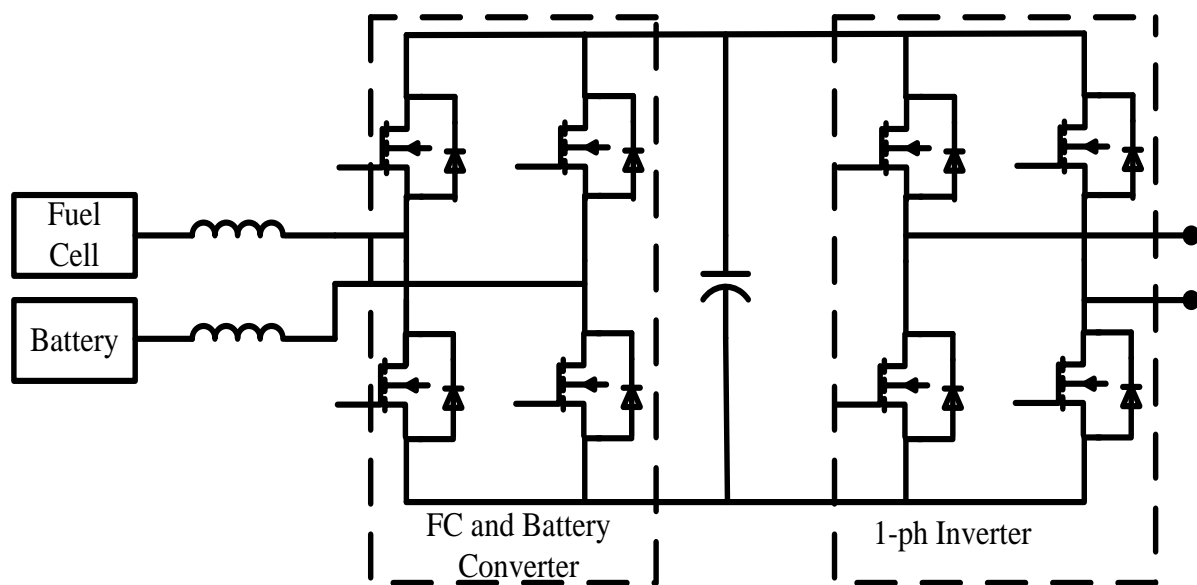 Fuel
Cell
Battery
FC and Battery
Converter
1-ph Inverter